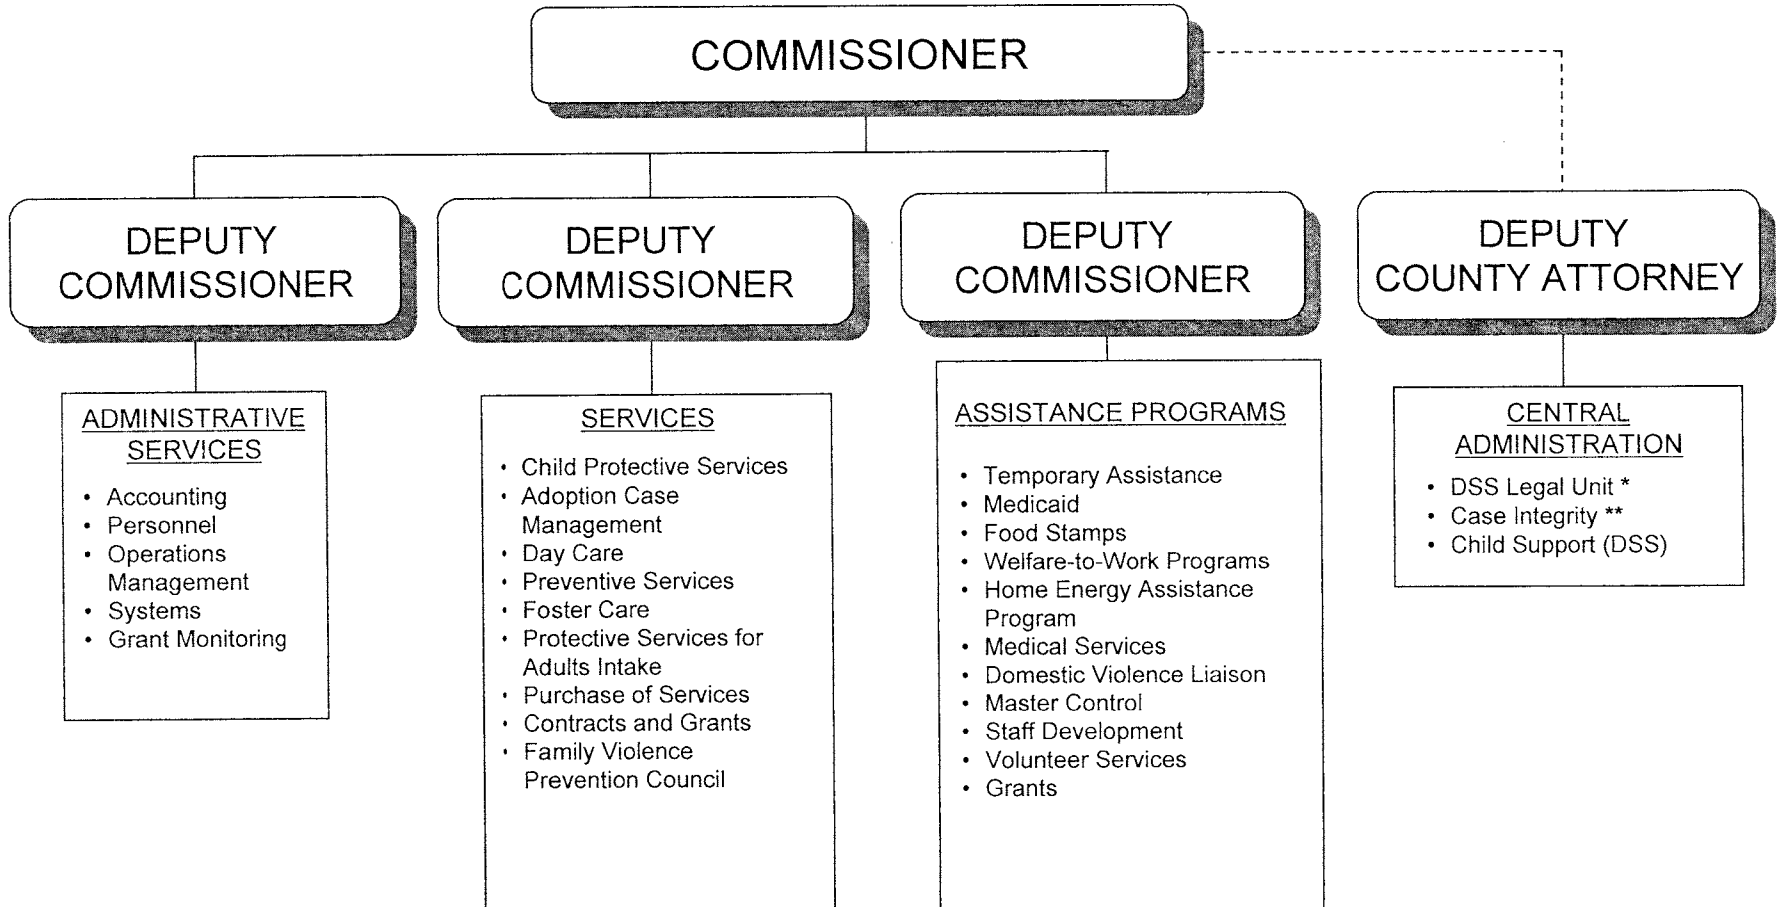 COMMISSIONER
DEPUTY
COMMISSIONER
DEPUTY
COMMISSIONER
DEPUTY
COMMISSIONER
DEPUTY
COUNTY ATTORNEY
ADMINISTRATIVE
SERVICES
• Accounting
• Personnel
• Operations
Management
• Systems
• Grant Monitoring
SERVICES
• Child Protective Services
• Adoption Case
Management
• Day Care
• Preventive Services
• Foster Care
• Protective Services for
Adults Intake
• Purchase of Services
• Contracts and Grants
• Family Violence
Prevention Council
ASSISTANCE PROGRAMS
• Temporary Assistance
• Medicaid
• Food Stamps
• Welfare-to-Work Programs
• Home Energy Assistance
Program
• Medical Services
• Domestic Violence Liaison
• Master Control
• Staff Development
• Volunteer Services
• Grants
CENTRAL
ADMINISTRATION
• DSS Legal Unit *
• Case Integrity **
• Child Support (DSS)